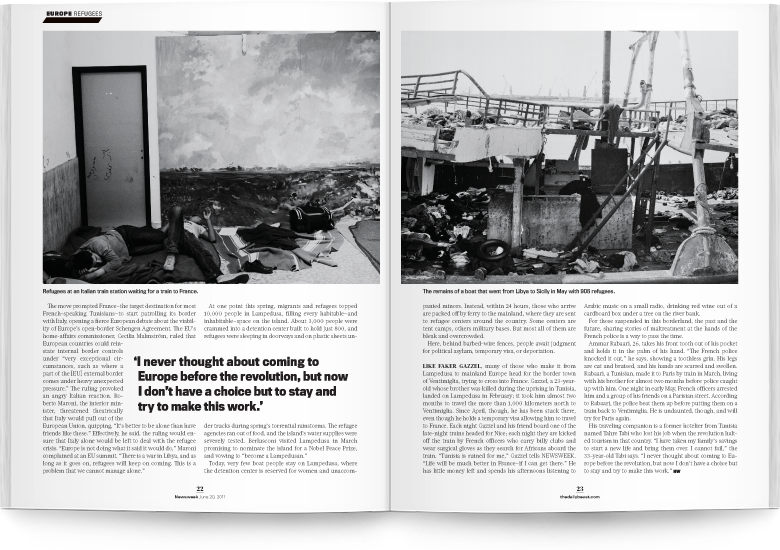 EUROPE REFUGEES
Refugees at an Italian train station waiting for a train to France.
The move prompted France—the target destination for most
French-speaking Tunisians—to start patrolling its border
with Italy, opening a fierce European debate about the viabil-
ity of Europe's open-border Schengen Agreement. The EU's
home-affairs commissioner, Cecilia Malmström, ruled that
European countries could rein-
state internal border controls
under "very exceptional cir-
cumstances, such as where a
part of the [EU] external border
comes under heavy unexpected
pressure." The ruling provoked
an angry Italian reaction. Ro-
berto Maroni, the interior min-
ister, threatened theatrically
that Italy would pull out of the
European Union, quipping, "It's better to be alone than have
friends like these." Effectively, he said, the ruling would en-
sure that Italy alone would be left to deal with the refugee
crisis. "Europe is not doing what it said it would do," Maroni
complained at an EU summit. "There is a war in Libya, and as
long as it goes on, refugees will keep on coming. This is a
problem that we cannot manage alone."
At one point this spring, migrants and refugees topped
10,000 people in Lampedusa, filling every habitable—and
inhabitable—space on the island. About 3,000 people were
crammed into a detention center built to hold just 800, and
refugees were sleeping in doorways and on plastic sheets un-
'I never thought about coming to
Europe before the revolution, but now
I don't have a choice but to stay and
try to make this work.'
der trucks during spring's torrential rainstorms. The refugee
agencies ran out of food, and the island's water supplies were
severely tested. Berlusconi visited Lampedusa in March
promising to nominate the island for a Nobel Peace Prize,
and vowing to "become a Lampedusan."
Today, very few boat people stay on Lampedusa, where
the detention center is reserved for women and unaccom-
22
Newsweek June 20, 2011
The remains of a boat that went from Libya to Sicily in May with 905 refugees.
panied minors. Instead, within 24 hours, those who arrive
are packed off by ferry to the mainland, where they are sent
to refugee centers around the country. Some centers are
tent camps, others military bases. But most of them are
bleak and overcrowded.
Here, behind barbed-wire fences, people await judgment
for political asylum, temporary visa, or deportation.
LIKE FAKER GAZZEL, many of those who make it from
Lampedusa to mainland Europe head for the border town
of Ventimiglia, trying to cross into France. Gazzel, a 23-year-
old whose brother was killed during the uprising in Tunisia,
landed on Lampedusa in February; it took him almost two
months to travel the more than 1,000 kilometers north to
Ventimiglia. Since April, though, he has been stuck there,
even though he holds a temporary visa allowing him to travel
to France. Each night Gazzel and his friend board one of the
late-night trains headed for Nice; each night they are kicked
off the train by French officers who carry billy clubs and
wear surgical gloves as they search for Africans aboard the
train. "Tunisia is ruined for me," Gazzel tells NEWSWEEK.
"Life will be much better in France—if I can get there." He
has little money left and spends his afternoons listening to
Arabic music on a small radio, drinking red wine out of a
cardboard box under a tree on the river bank.
For those suspended in this borderland, the past and the
future, sharing stories of maltreatment at the hands of the
French police is a way to pass the time.
Ammar Rabaari, 26, takes his front tooth out of his pocket
and holds it in the palm of his hand. "The French police
knocked it out," he says, showing a toothless grin. His legs
are cut and bruised, and his hands are scarred and swollen.
Rabaari, a Tunisian, made it to Paris by train in March, living
with his brother for almost two months before police caught
up with him. One night in early May, French officers arrested
him and a group of his friends on a Parisian street. According
to Rabaari, the police beat them up before putting them on a
train back to Ventimiglia. He is undaunted, though, and will
try for Paris again.
His traveling companion is a former hotelier from Tunisia
named Tahre Tabi who lost his job when the revolution halt-
ed tourism in that country. "I have taken my family's savings
to start a new life and bring them over I cannot fail," the
33-year-old Tabi says. "I never thought about coming to Eu-
rope before the revolution, but now I don't have a choice but
to stay and try to make this work." NW
23
thedailybeast.com